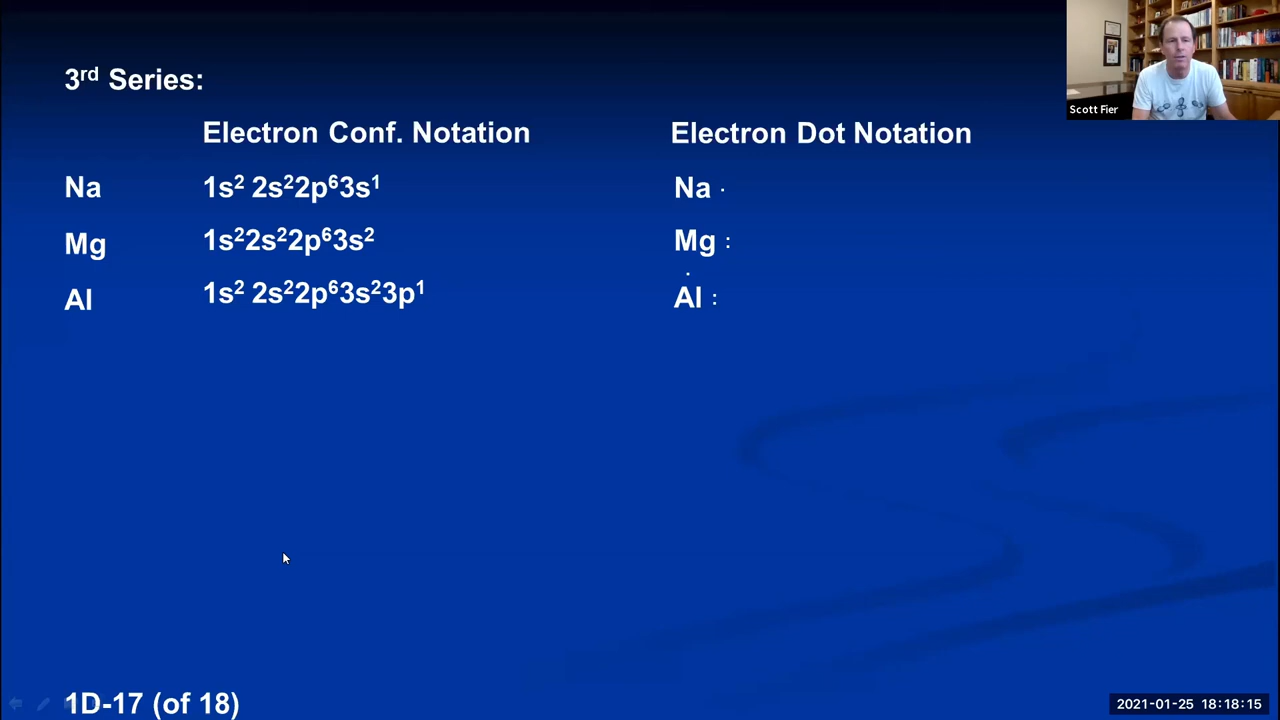 3rd Series:
Electron Conf. Notation
Electron Dot Notation
Na 1s² 2s²2p⁶3s¹ Na ·
Mg 1s²2s²2p⁶3s² Mg :
Al 1s² 2s²2p⁶3s²3p¹ Ȧl :
1D-17 (of 18)
Scott Fier
2021-01-25 18:18:15